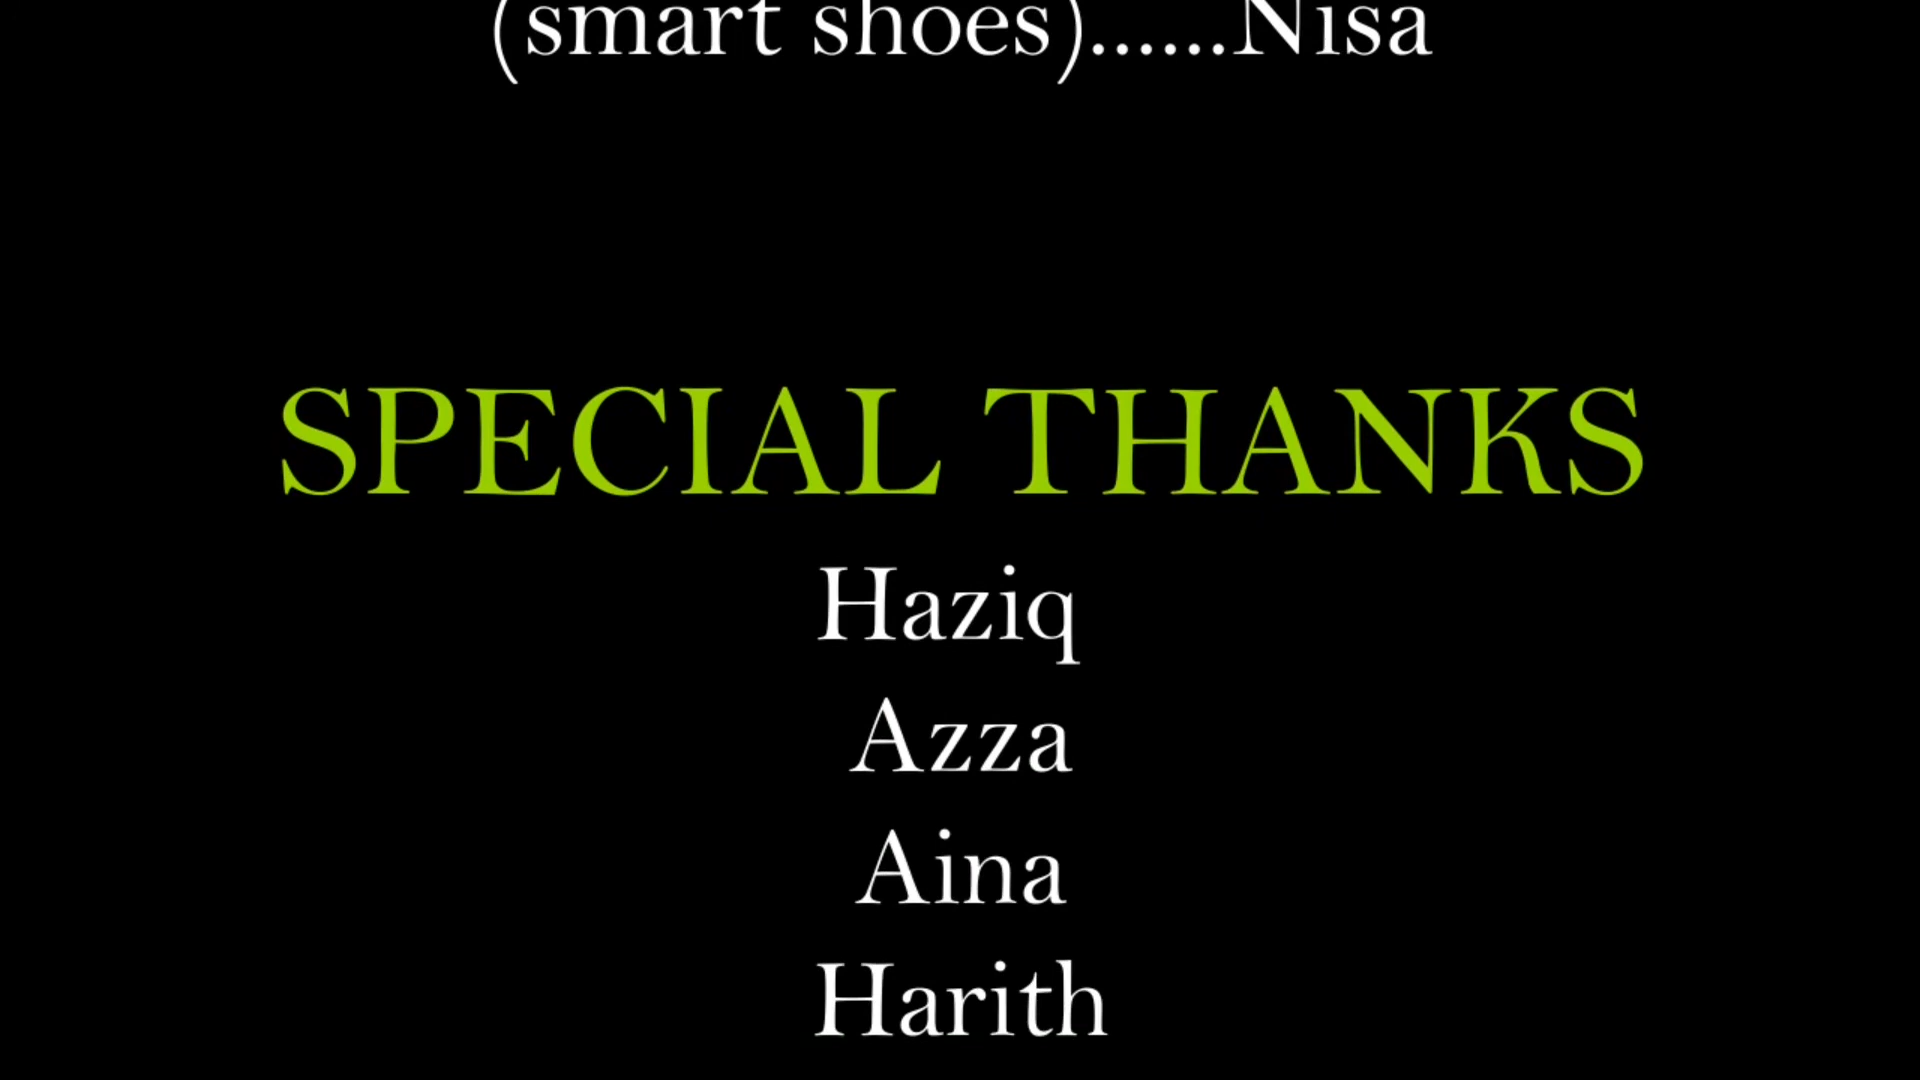 (smart shoes)......Nisa
SPECIAL THANKS
Haziq
Azza
Aina
Harith